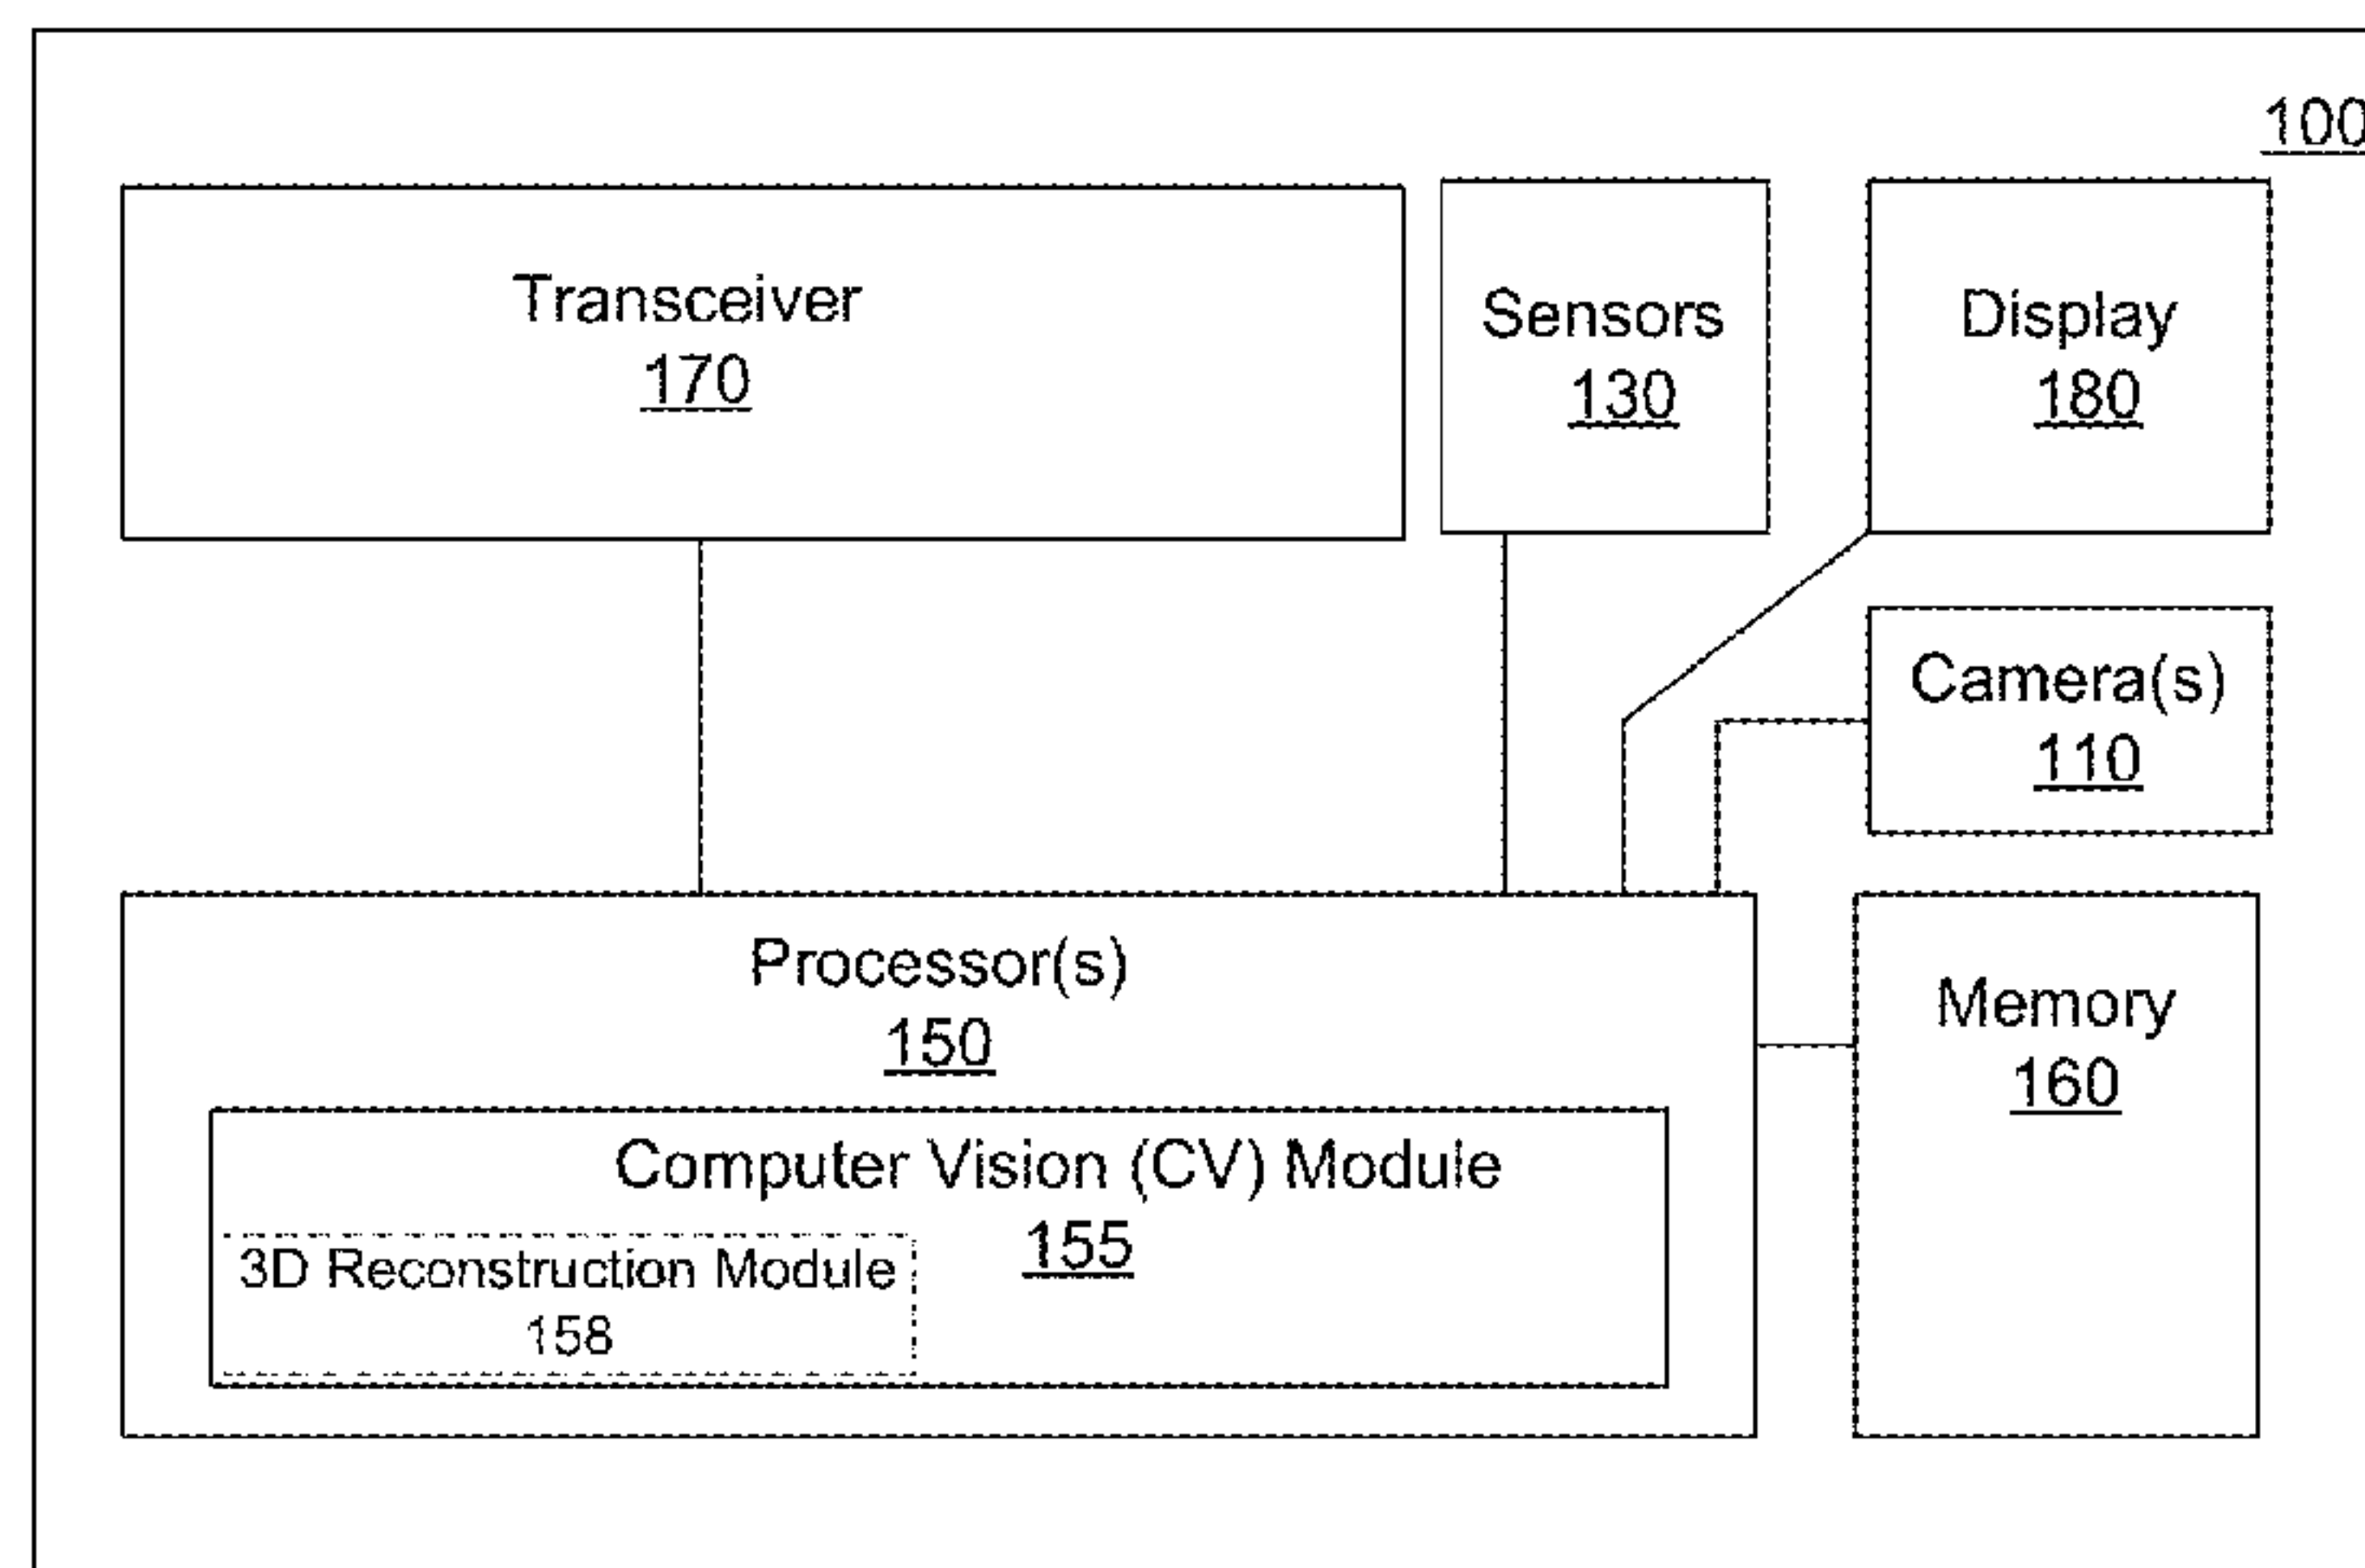 100
Transceiver
170
Sensors
130
Display
180
Camera(s)
110
Processor(s)
150
Memory
160
Computer Vision (CV) Module
155
3D Reconstruction Module
158